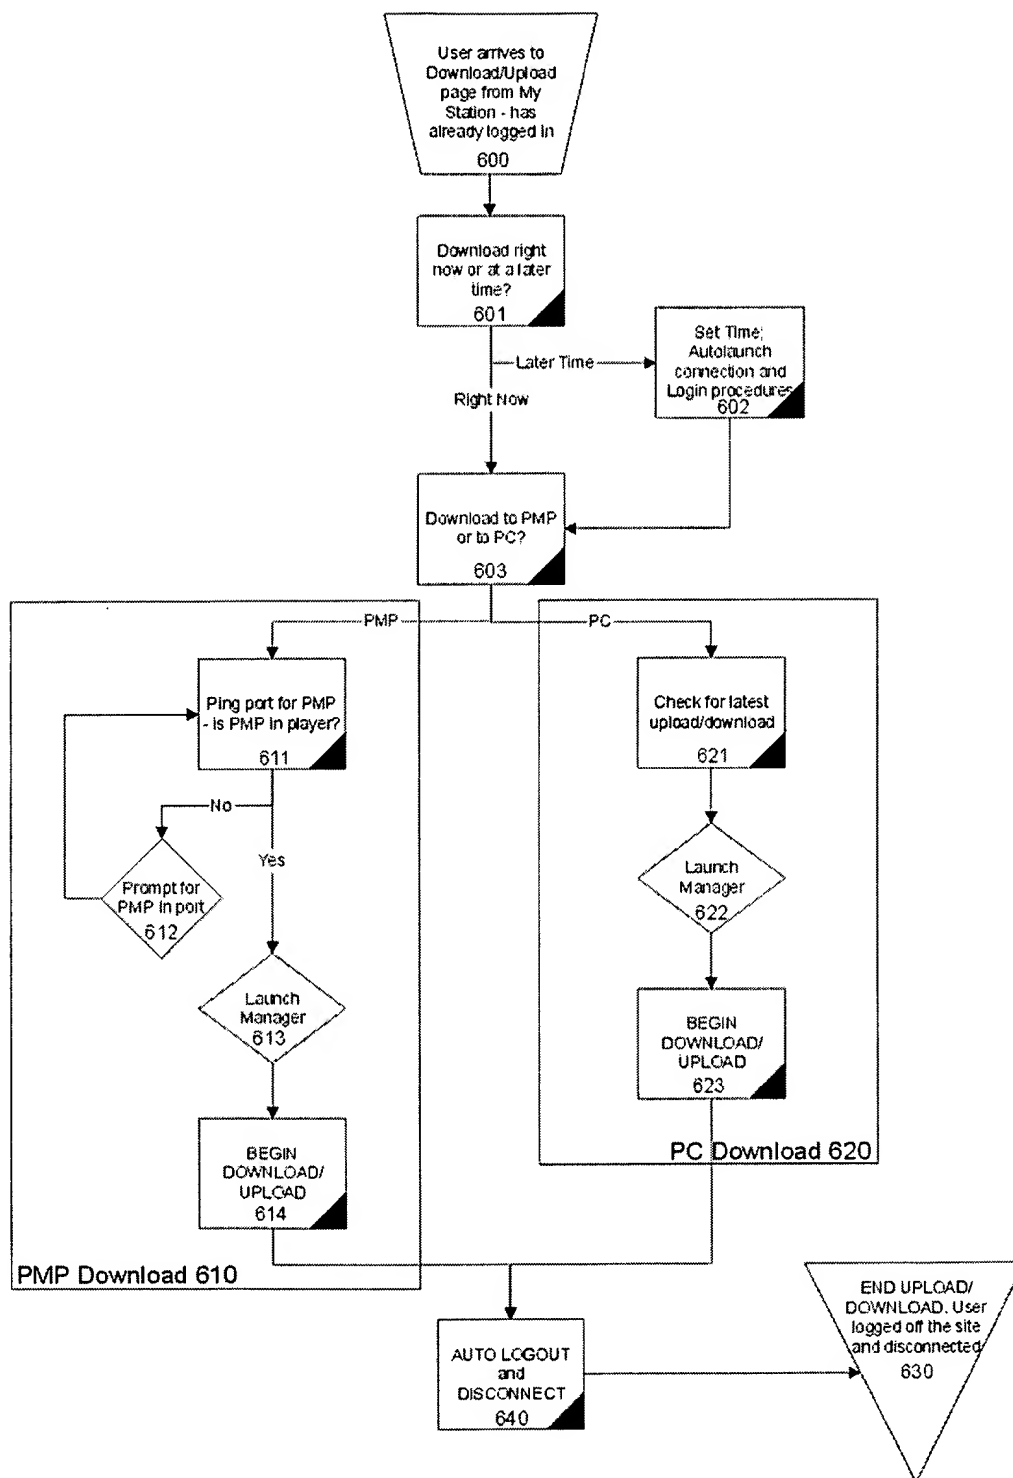 User arrives to
Download/Upload
page from My
Station - has
already logged in
600
Download right
now or at a later
time?
601
Later Time
Set Time;
Autolaunch
connection and
Login procedures
602
Right Now
Download to PMP
or to PC?
603
PMP
PC
Ping port for PMP
- is PMP in player?
611
Check for latest
upload/download
621
No
Yes
Prompt for
PMP in port
612
Launch
Manager
622
Launch
Manager
613
BEGIN
DOWNLOAD/
UPLOAD
623
PC Download 620
BEGIN
DOWNLOAD/
UPLOAD
614
PMP Download 610
END UPLOAD/
DOWNLOAD. User
logged off the site
and disconnected
630
AUTO LOGOUT
and
DISCONNECT
640